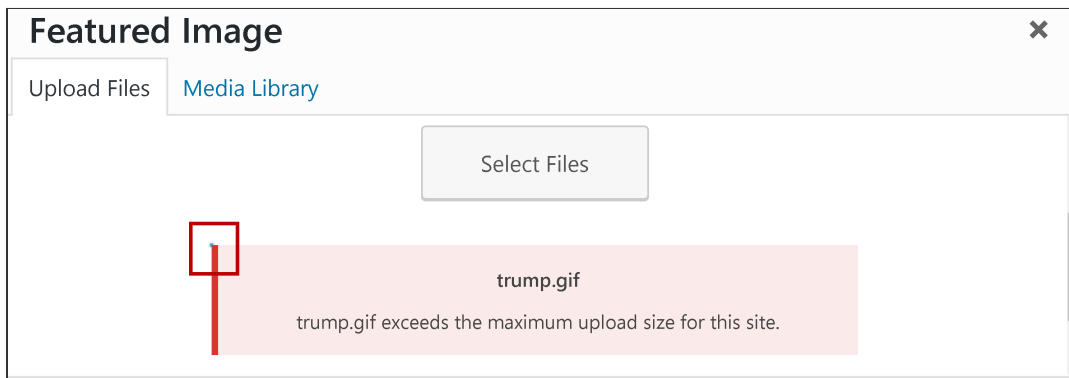 Featured Image
Upload Files Media Library
Select Files
trump.gif
trump.gif exceeds the maximum upload size for this site.